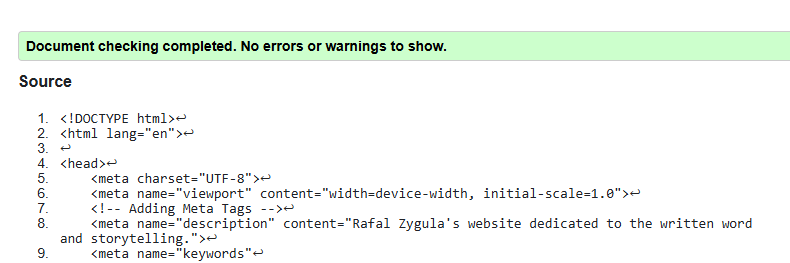 Document checking completed. No errors or warnings to show.
Source
1. <!DOCTYPE html>↩
2. <html lang="en">↩
3. ↩
4. <head>↩
5.     <meta charset="UTF-8">↩
6.     <meta name="viewport" content="width=device-width, initial-scale=1.0">↩
7.     <!-- Adding Meta Tags -->↩
8.     <meta name="description" content="Rafal Zygula's website dedicated to the written word
and storytelling.">↩
9.     <meta name="keywords"↩